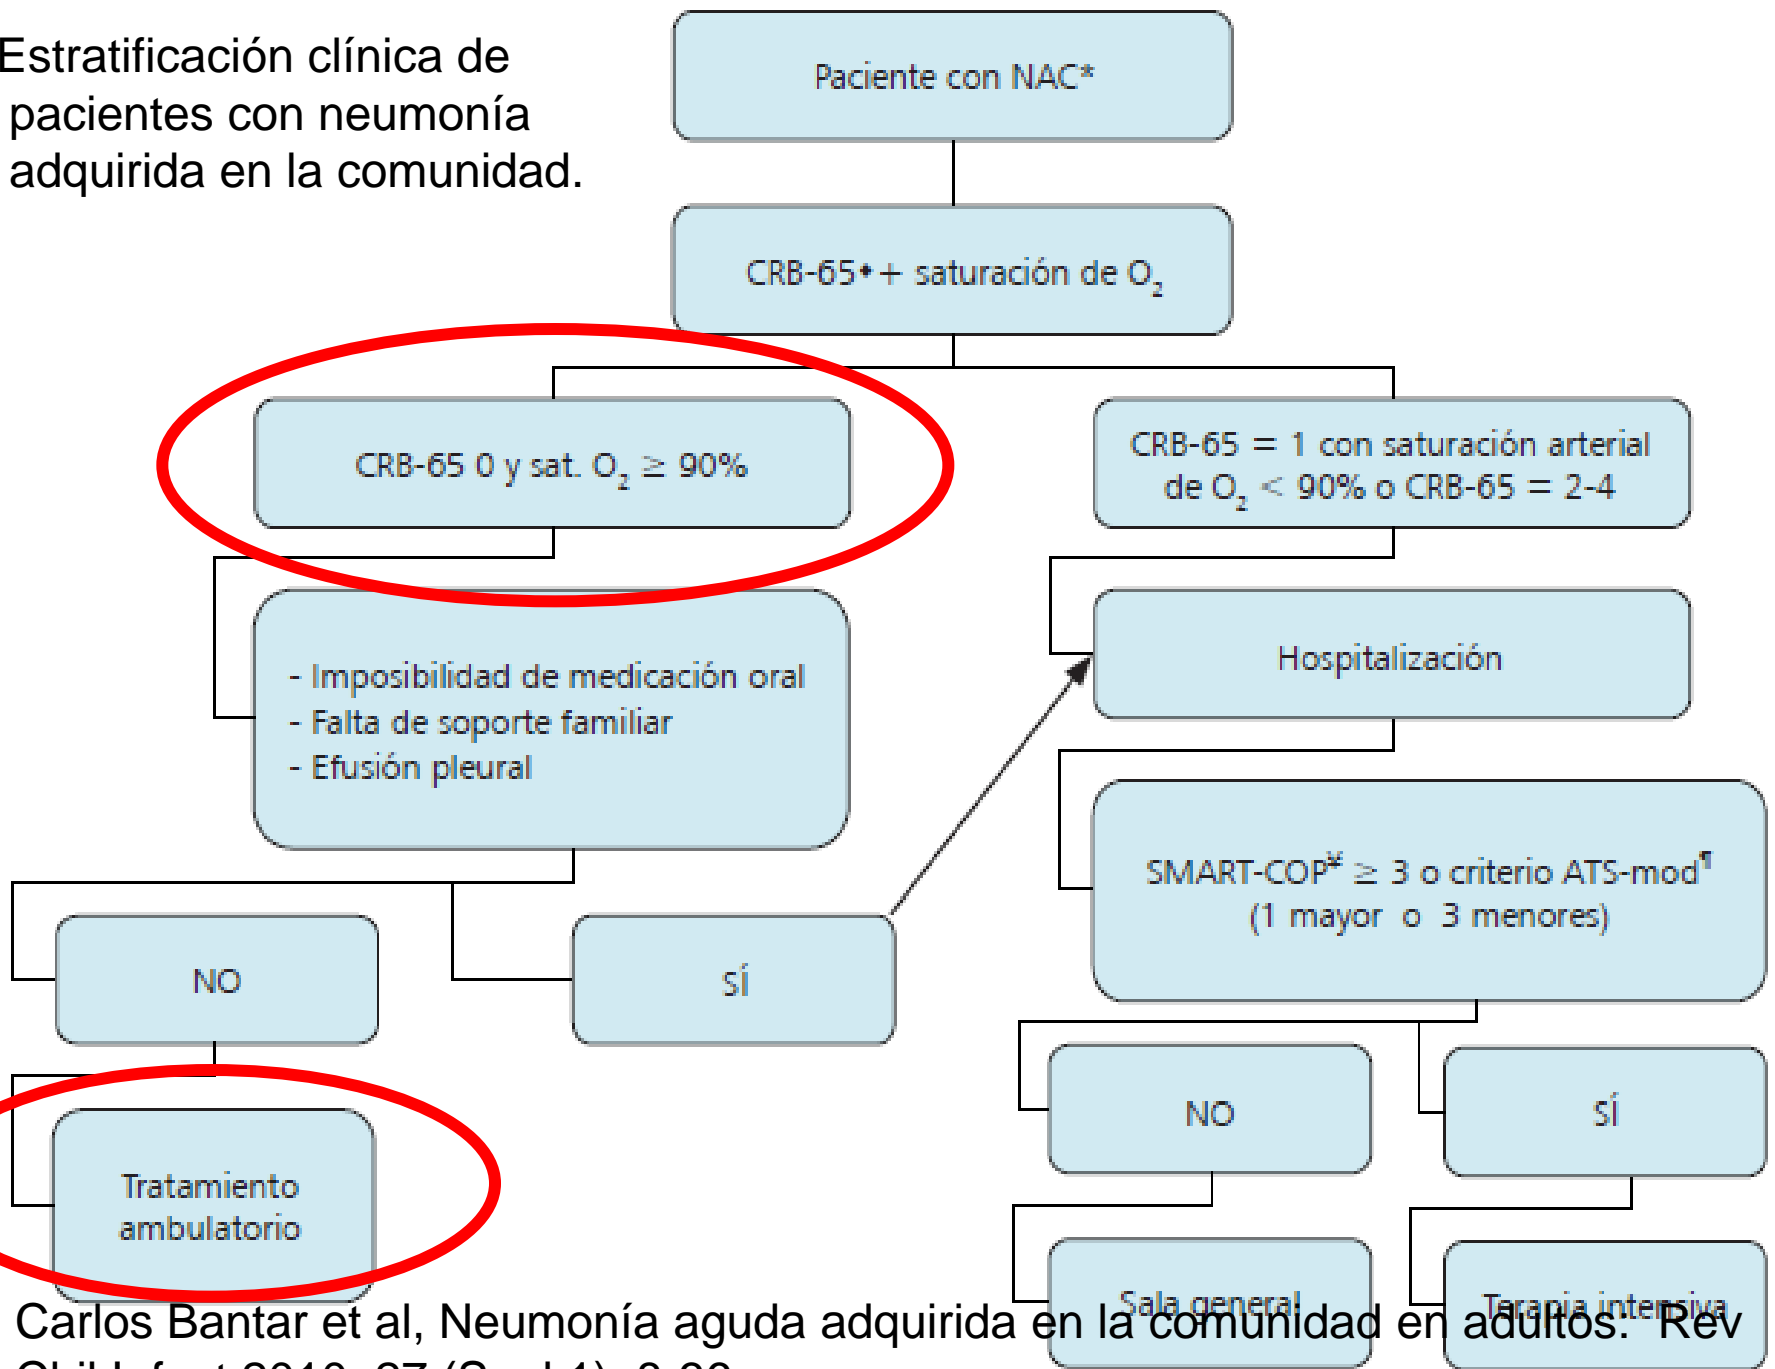 Estratificación clínica de
pacientes con neumonía
adquirida en la comunidad.
Paciente con NAC*
CRB-65♦ + saturación de O₂
CRB-65 0 y sat. O₂ ≥ 90%
CRB-65 = 1 con saturación arterial
de O₂ < 90% o CRB-65 = 2-4
- Imposibilidad de medicación oral
- Falta de soporte familiar
- Efusión pleural
Hospitalización
SMART-COP¥ ≥ 3 o criterio ATS-mod¶
(1 mayor o 3 menores)
NO
SÍ
NO
SÍ
Tratamiento
ambulatorio
Sala general
Terapia intensiva
Carlos Bantar et al, Neumonía aguda adquirida en la comunidad en adultos: Rev